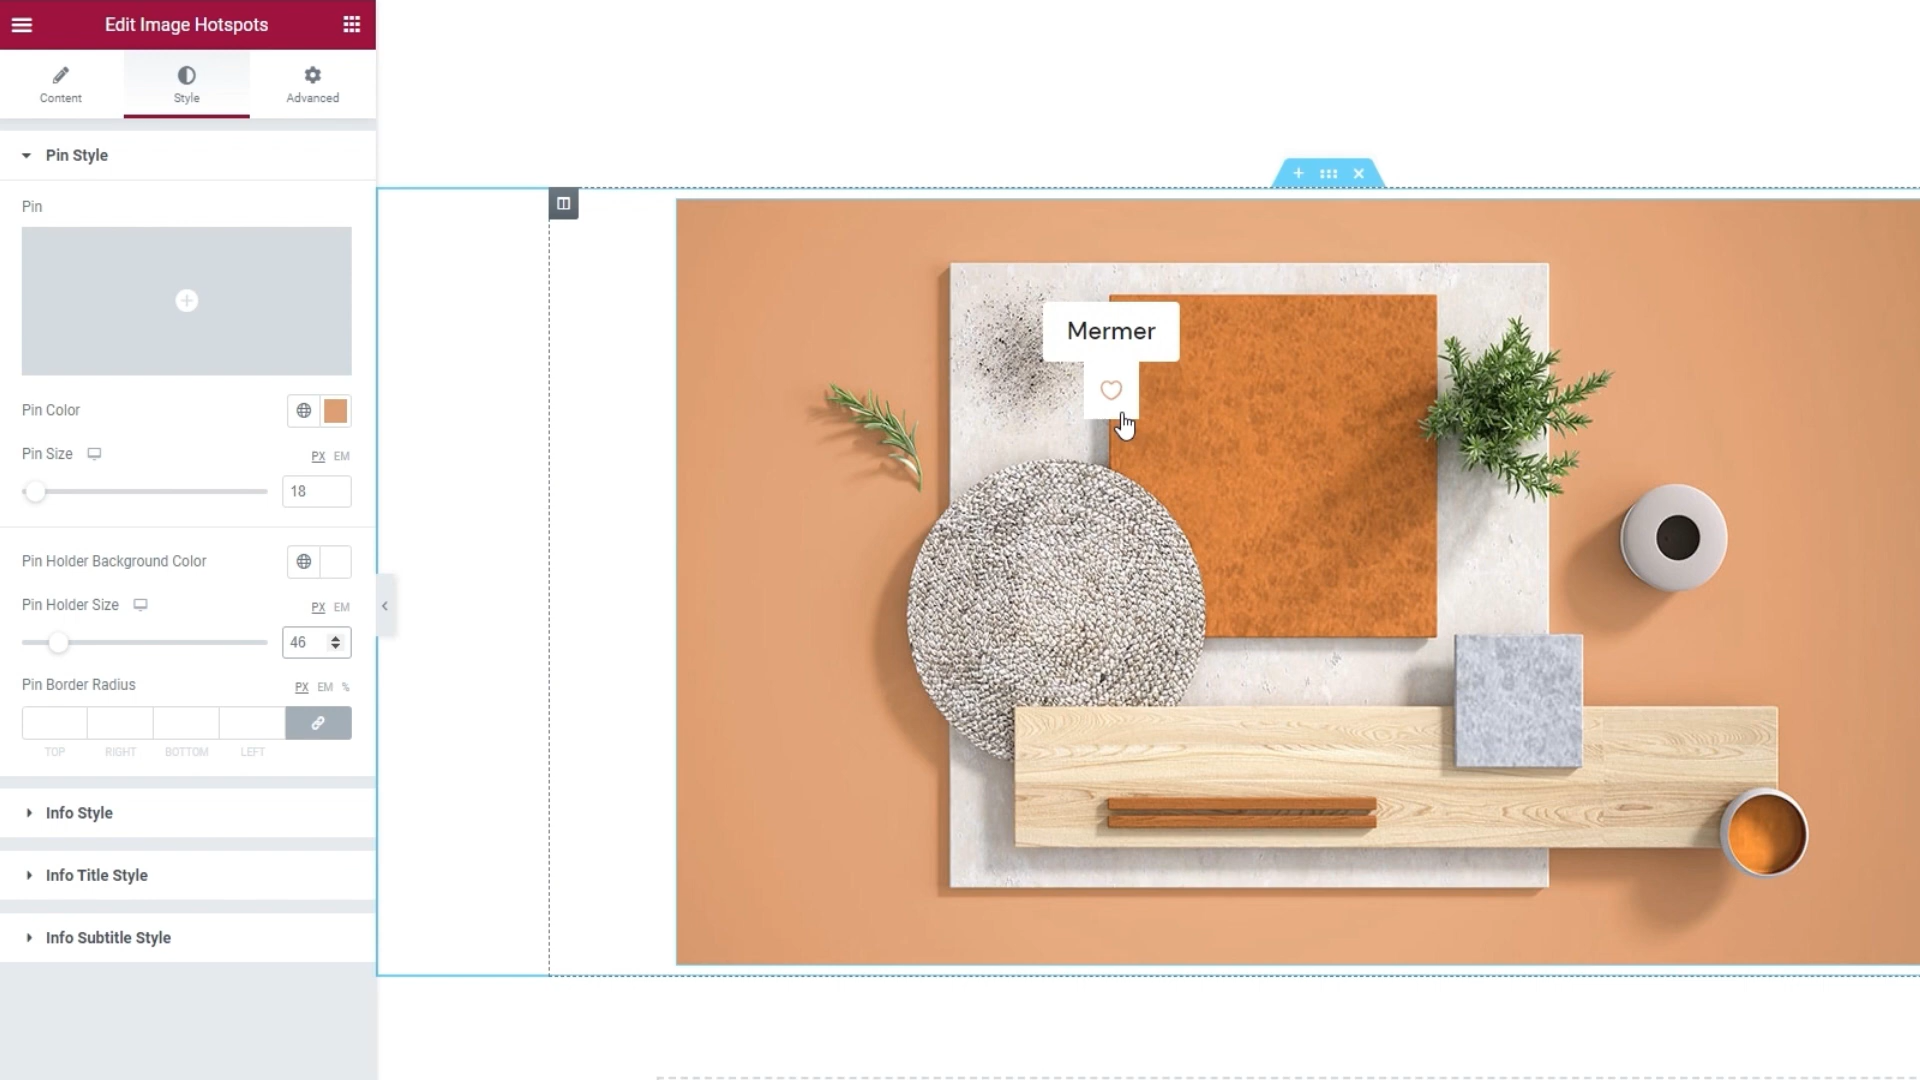 Edit Image Hotspots
Content
Style
Advanced
Pin Style
Pin
Pin Color
Pin Size
PX EM
18
Pin Holder Background Color
Pin Holder Size
PX EM
46
Pin Border Radius
PX EM %
TOP RIGHT BOTTOM LEFT
Info Style
Info Title Style
Info Subtitle Style
Mermer